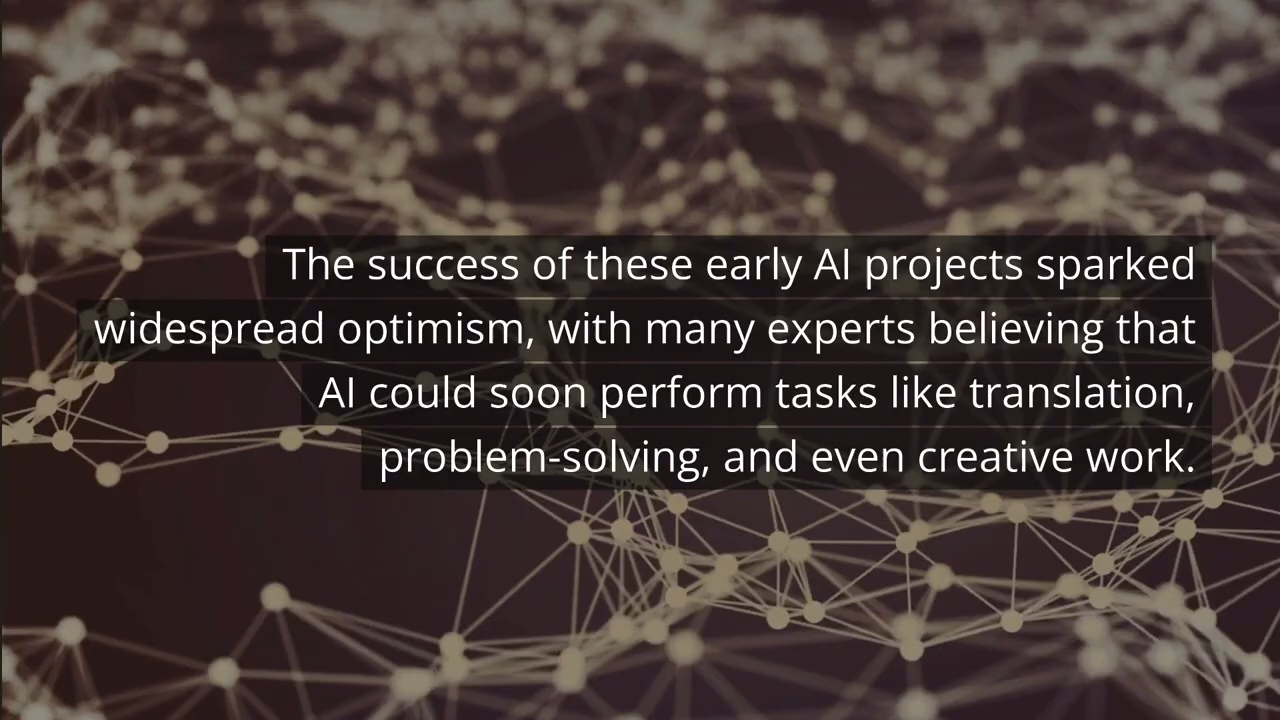 The success of these early AI projects sparked
widespread optimism, with many experts believing that
AI could soon perform tasks like translation,
problem-solving, and even creative work.